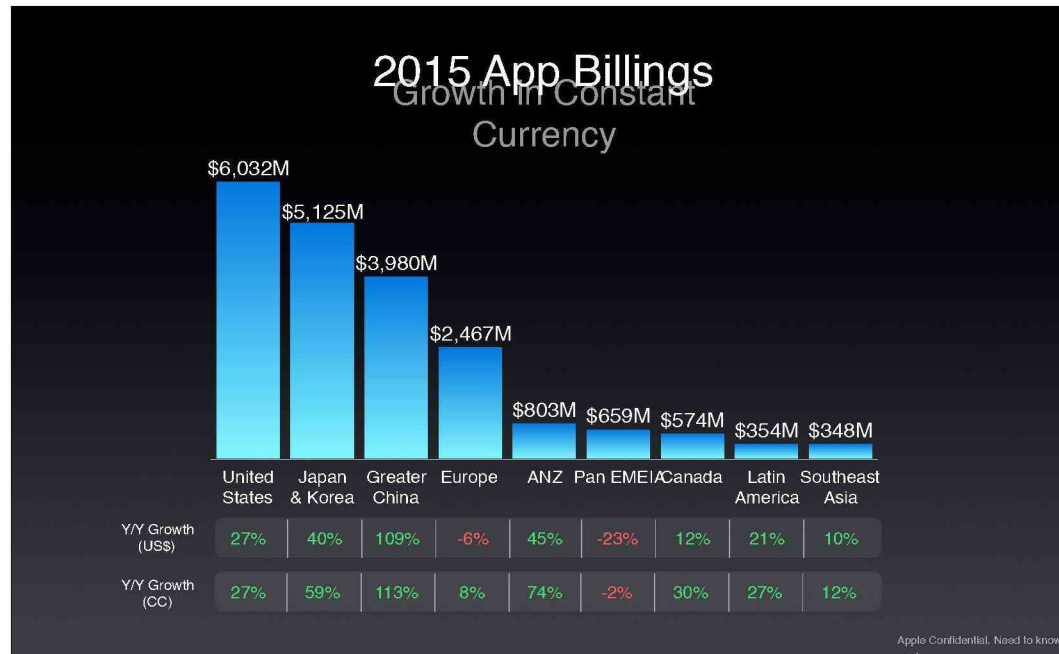 2015 App Billings
Growth in Constant
Currency
$6,032M
$5,125M
$3,980M
$2,467M
$803M $659M $574M $354M $348M
United States
Japan & Korea
Greater China
Europe
ANZ
Pan EMEIA
Canada
Latin America
Southeast Asia
Y/Y Growth (US$)
27% 40% 109% -6% 45% -23% 12% 21% 10%
Y/Y Growth (CC)
27% 59% 113% 8% 74% -2% 30% 27% 12%
Apple Confidential. Need to know